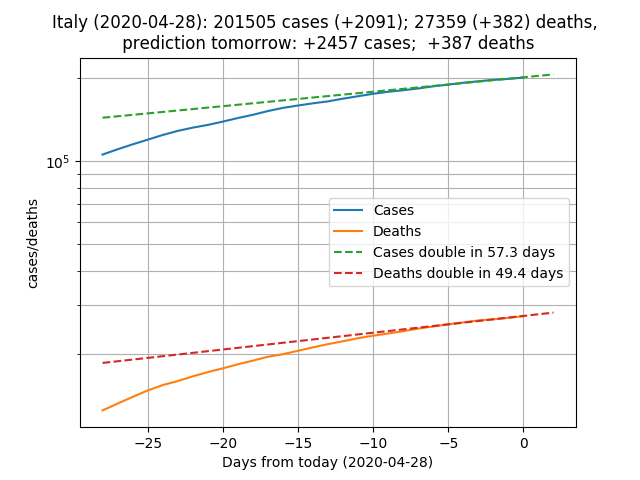 Italy (2020-04-28): 201505 cases (+2091); 27359 (+382) deaths,
prediction tomorrow: +2457 cases;  +387 deaths
10^5
cases/deaths
Cases
Deaths
Cases double in 57.3 days
Deaths double in 49.4 days
−25 −20 −15 −10 −5 0
Days from today (2020-04-28)